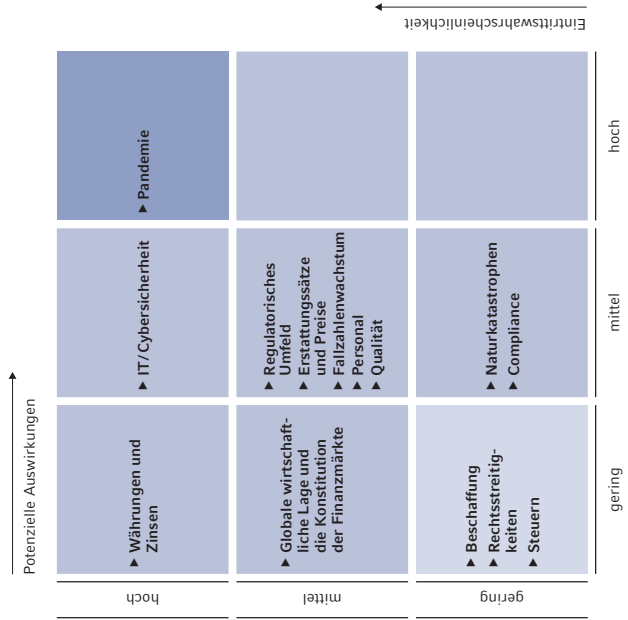 Potenzielle Auswirkungen
Eintrittswahrscheinlichkeit
hoch
▶ Währungen und
Zinsen
▶ IT/Cybersicherheit
▶ Pandemie
mittel
▶ Globale wirtschaft-
liche Lage und
die Konstitution
der Finanzmärkte
▶ Regulatorisches
Umfeld
▶ Erstattungssätze
und Preise
▶ Fallzahlenwachstum
▶ Personal
▶ Qualität
gering
▶ Beschaffung
▶ Rechtsstreitig-
keiten
▶ Steuern
▶ Naturkatastrophen
▶ Compliance
gering
mittel
hoch